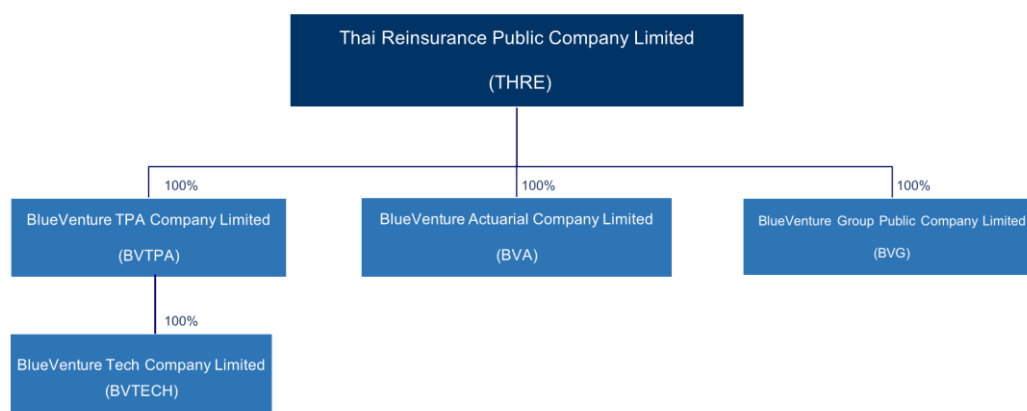 Thai Reinsurance Public Company Limited
(THRE)
100%
100%
100%
BlueVenture TPA Company Limited
(BVTPA)
BlueVenture Actuarial Company Limited
(BVA)
BlueVenture Group Public Company Limited
(BVG)
100%
BlueVenture Tech Company Limited
(BVTECH)